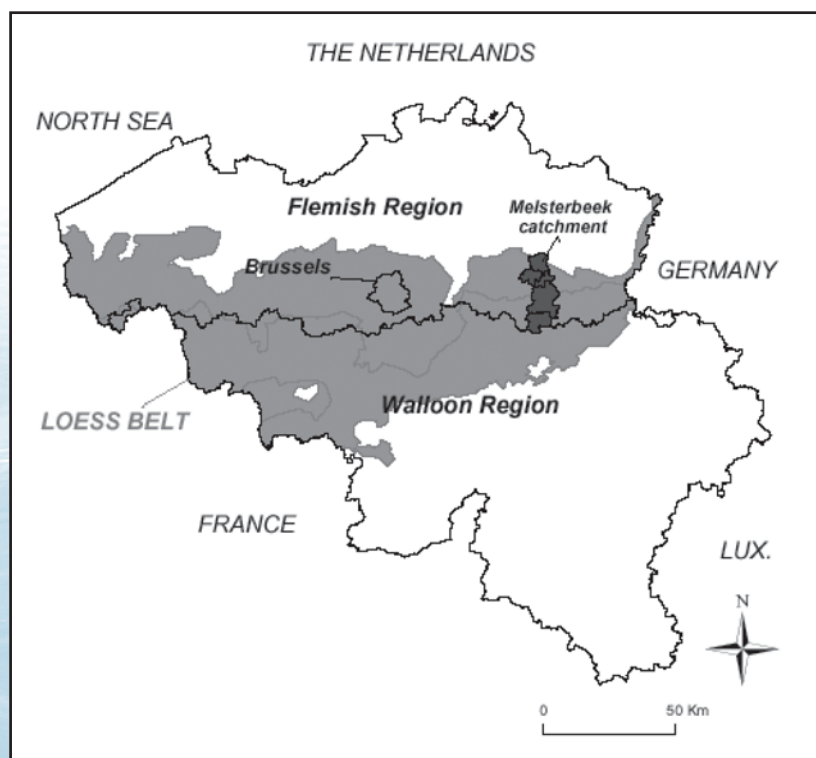 THE NETHERLANDS
NORTH SEA
Flemish Region
Melsterbeek
catchment
Brussels
GERMANY
LOESS BELT
Walloon Region
FRANCE
LUX.
N
0 50 Km